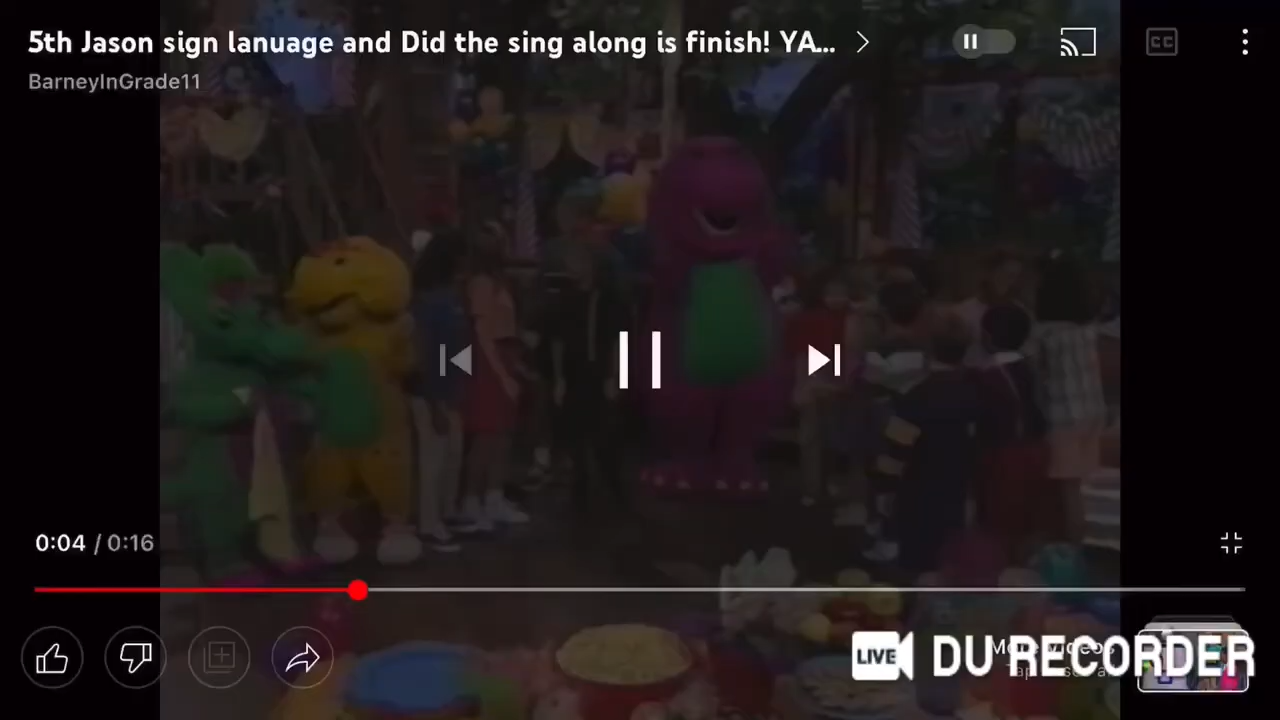 5th Jason sign lanuage and Did the sing along is finish! YA...
BarneyInGrade11
CC
0:04 / 0:16
LIVE DU RECORDER